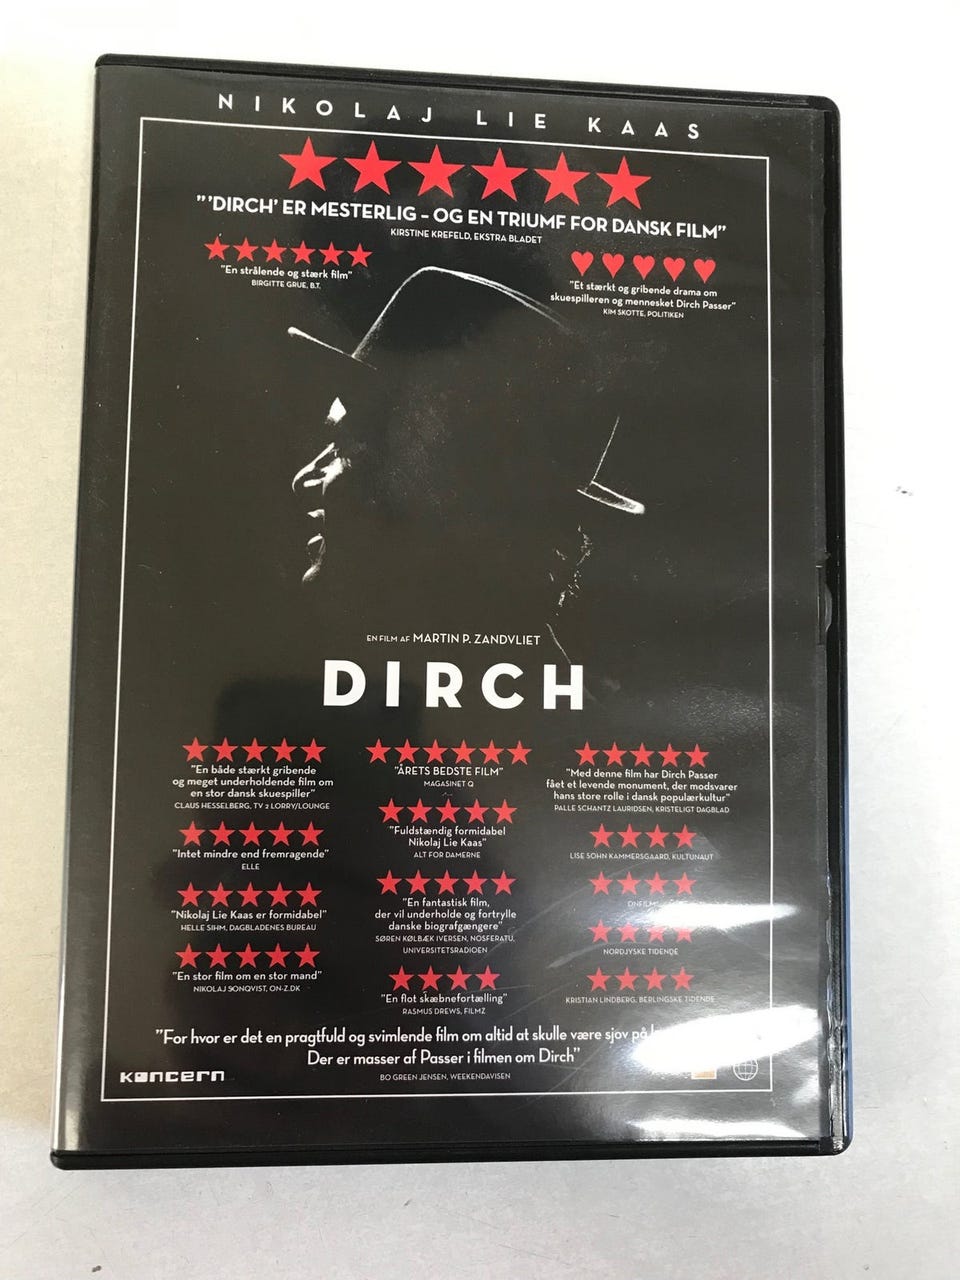 NIKOLAJ LIE KAAS
"'DIRCH' ER MESTERLIG – OG EN TRIUMF FOR DANSK FILM"
KIRSTINE KREFELD, EKSTRA BLADET
"En strålende og stærk film"
BIRGITTE GRUE, B.T.
"Et stærkt og gribende drama om
skuespilleren og mennesket Dirch Passer"
KIM SKOTTE, POLITIKEN
EN FILM AF MARTIN P. ZANDVLIET
DIRCH
"En både stærkt gribende
og meget underholdende film om
en stor dansk skuespiller"
CLAUS HESSELBERG, TV 2 LORRY/LOUNGE
"Intet mindre end fremragende"
ELLE
"Nikolaj Lie Kaas er formidabel"
HELLE SIHM, DAGBLADENES BUREAU
"En stor film om en stor mand"
NIKOLAJ SONQVIST, ON-Z.DK
"ÅRETS BEDSTE FILM"
MAGASINET Q
"Fuldstændig formidabel
Nikolaj Lie Kaas"
ALT FOR DAMERNE
"En fantastisk film,
der vil underholde og fortrylle
danske biografgængere"
SØREN KØLBÆK IVERSEN, NOSFERATU,
UNIVERSITETSRADIOEN
"En flot skæbnefortælling"
RASMUS DREWS, FILMZ
"Med denne film har Dirch Passer
fået et levende monument, der modsvarer
hans store rolle i dansk populærkultur"
PALLE SCHANTZ LAURIDSEN, KRISTELIGT DAGBLAD
LISE SOHN KAMMERSGAARD, KULTUNAUT
NORDJYSKE TIDENDE
KRISTIAN LINDBERG, BERLINGSKE TIDENDE
"For hvor er det en pragtfuld og svimlende film om altid at skulle være sjov på
Der er masser af Passer i filmen om Dirch"
BO GREEN JENSEN, WEEKENDAVISEN
KONCERN